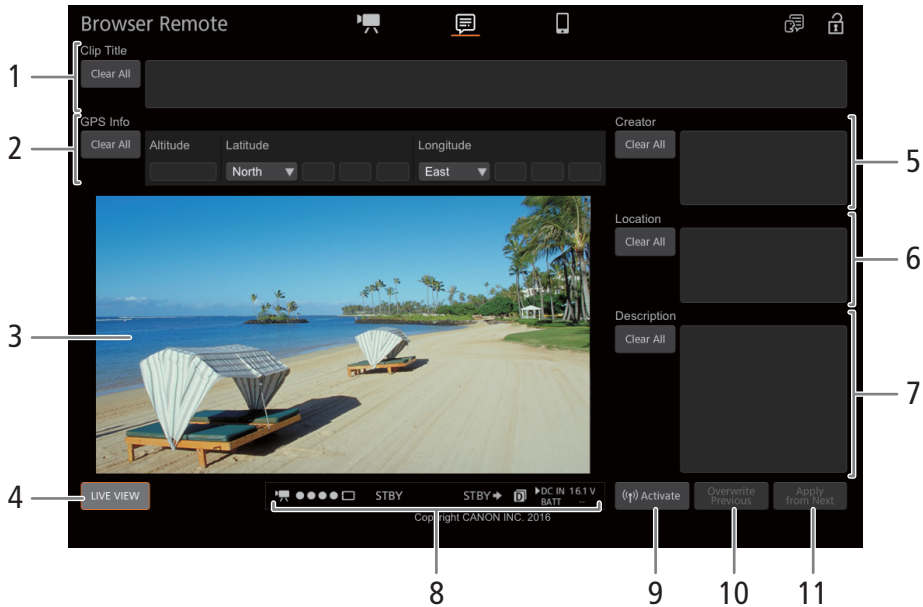 Browser Remote
Clip Title
1
Clear All
GPS Info
2
Clear All
Altitude
Latitude
Longitude
North
East
Creator
Clear All
5
Location
Clear All
6
3
Description
Clear All
7
4
LIVE VIEW
STBY
STBY
DC IN 16.1 V
BATT --
Activate
Overwrite
Previous
Apply
from Next
Copyright CANON INC. 2016
8
9
10
11